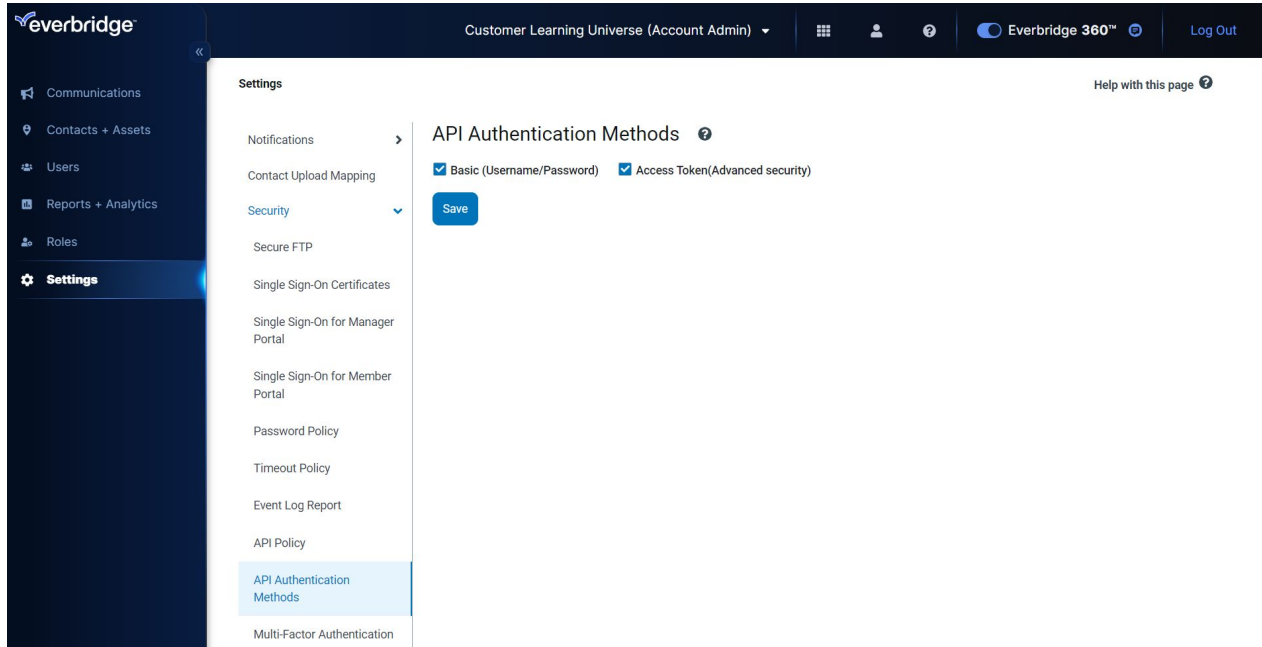 everbridge™
Customer Learning Universe (Account Admin)
Everbridge 360™
Log Out
Communications
Contacts + Assets
Users
Reports + Analytics
Roles
Settings
Settings
Help with this page
Notifications
Contact Upload Mapping
Security
Secure FTP
Single Sign-On Certificates
Single Sign-On for Manager
Portal
Single Sign-On for Member
Portal
Password Policy
Timeout Policy
Event Log Report
API Policy
API Authentication
Methods
Multi-Factor Authentication
API Authentication Methods
Basic (Username/Password)
Access Token(Advanced security)
Save